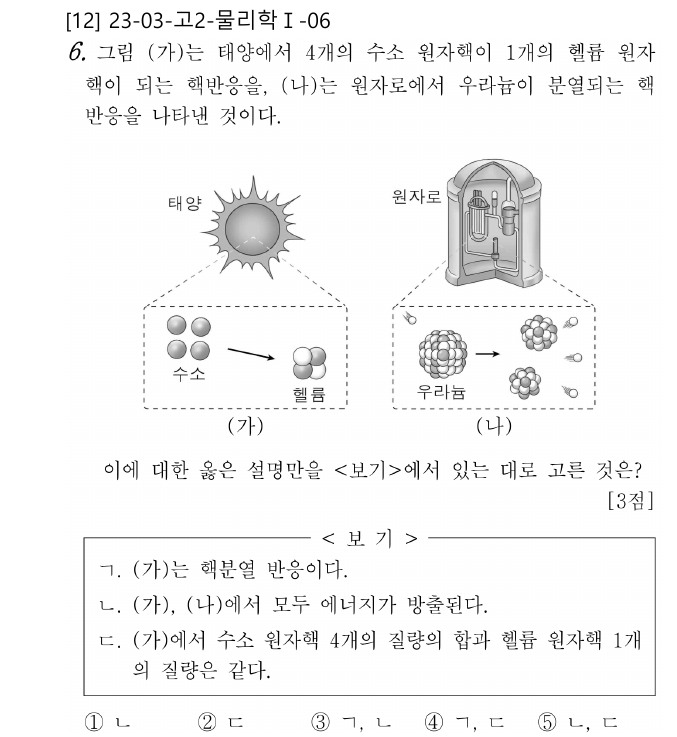 [12] 23-03-고2-물리학Ⅰ-06
6. 그림 (가)는 태양에서 4개의 수소 원자핵이 1개의 헬륨 원자
핵이 되는 핵반응을, (나)는 원자로에서 우라늄이 분열되는 핵
반응을 나타낸 것이다.
태양
원자로
수소
헬륨
우라늄
(가)
(나)
이에 대한 옳은 설명만을 <보기>에서 있는 대로 고른 것은?
[3점]
< 보 기 >
ㄱ. (가)는 핵분열 반응이다.
ㄴ. (가), (나)에서 모두 에너지가 방출된다.
ㄷ. (가)에서 수소 원자핵 4개의 질량의 합과 헬륨 원자핵 1개
의 질량은 같다.
① ㄴ ② ㄷ ③ ㄱ, ㄴ ④ ㄱ, ㄷ ⑤ ㄴ, ㄷ